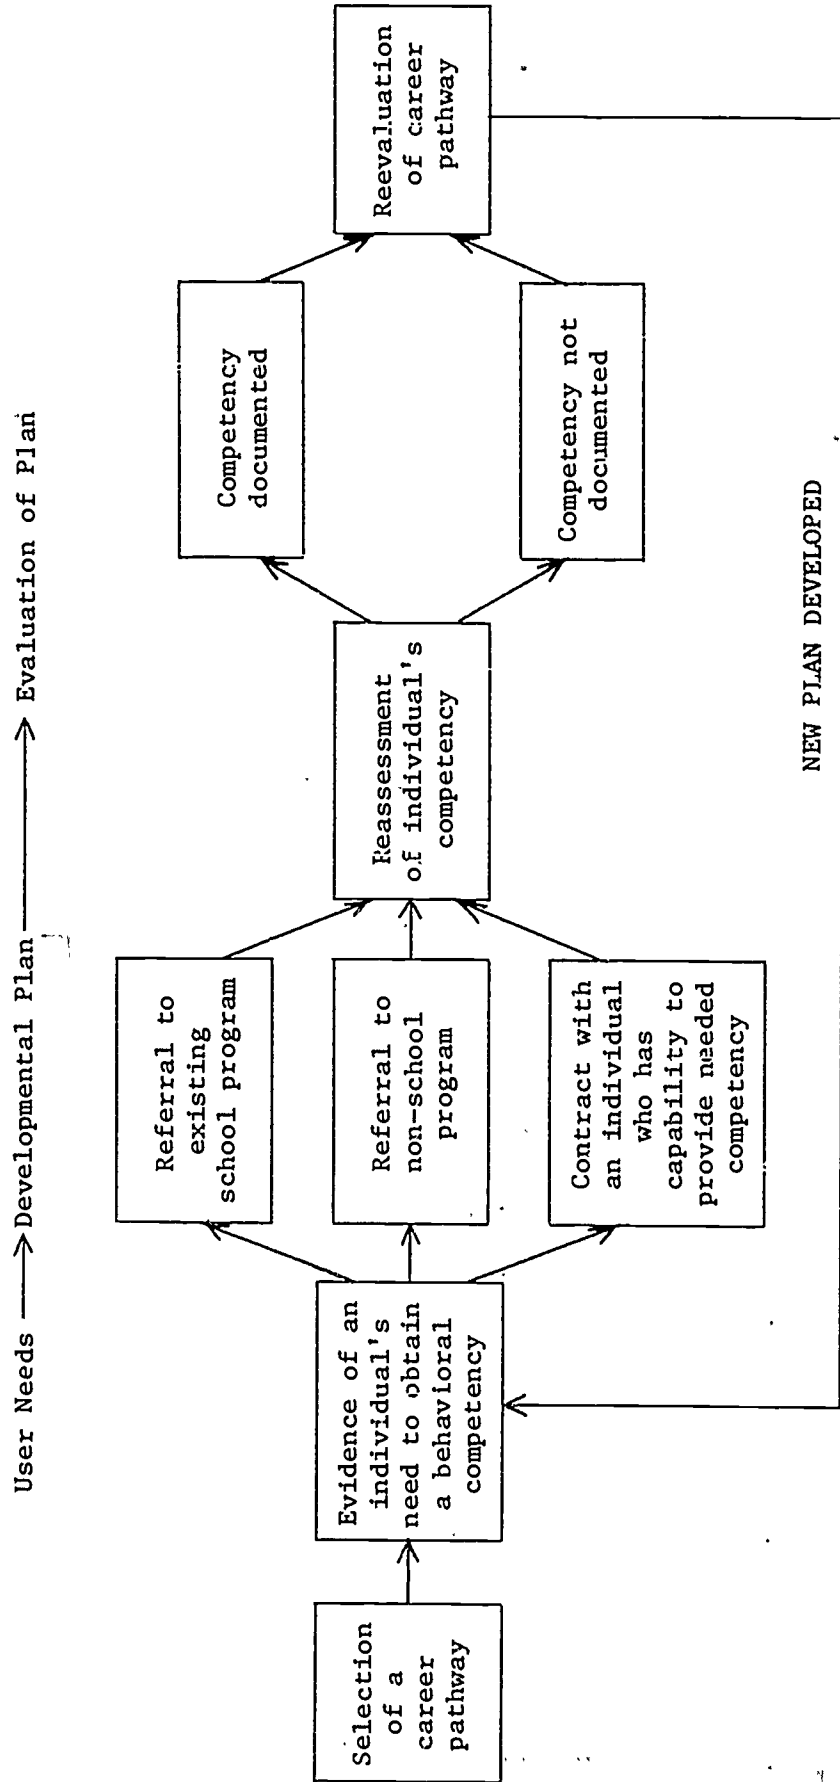 User Needs ⟶ Developmental Plan ⟶ Evaluation of Plan
Selection
of a
career
pathway
Evidence of an
individual's
need to obtain
a behavioral
competency
Referral to
existing
school program
Referral to
non-school
program
Contract with
an individual
who has
capability to
provide needed
competency
Reassessment
of individual's
competency
Competency
documented
Competency not
documented
Reevaluation
of career
pathway
NEW PLAN DEVELOPED